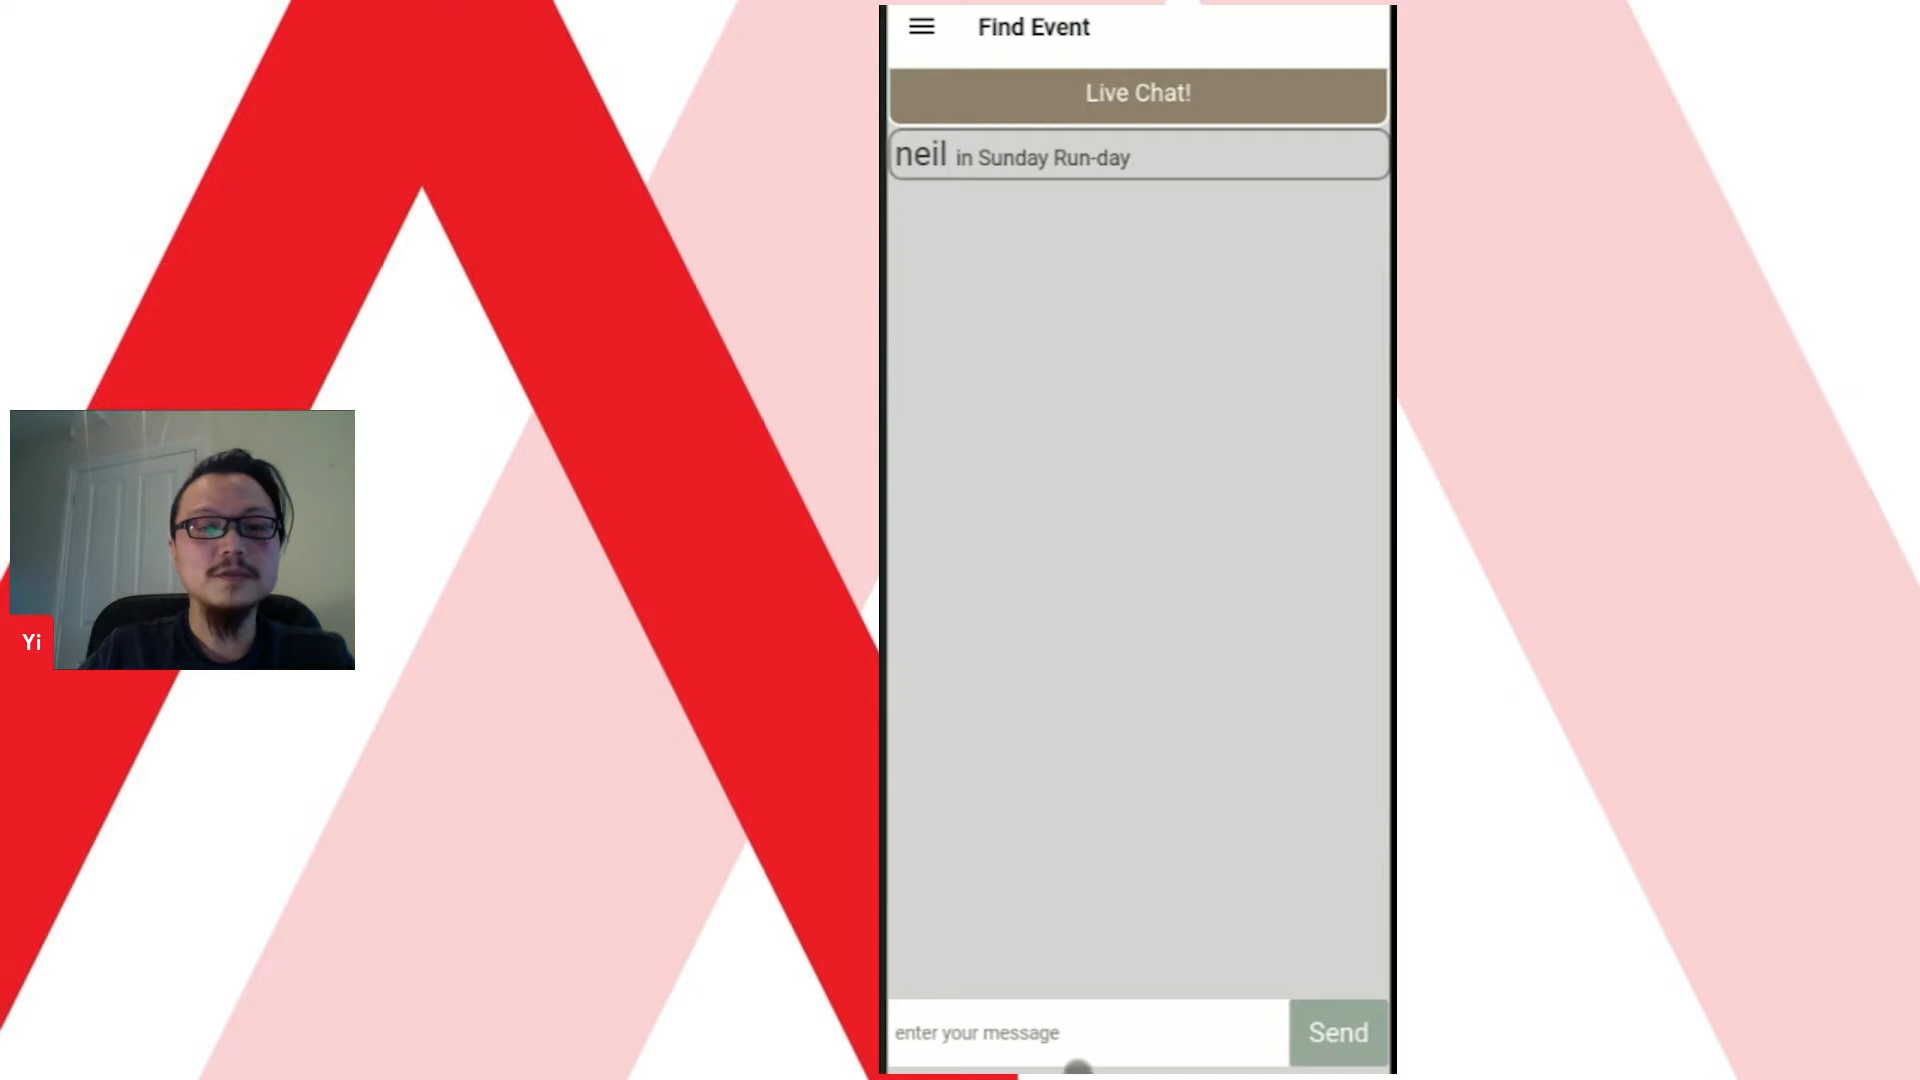 Find Event
Live Chat!
neil in Sunday Run-day
Yi
enter your message
Send